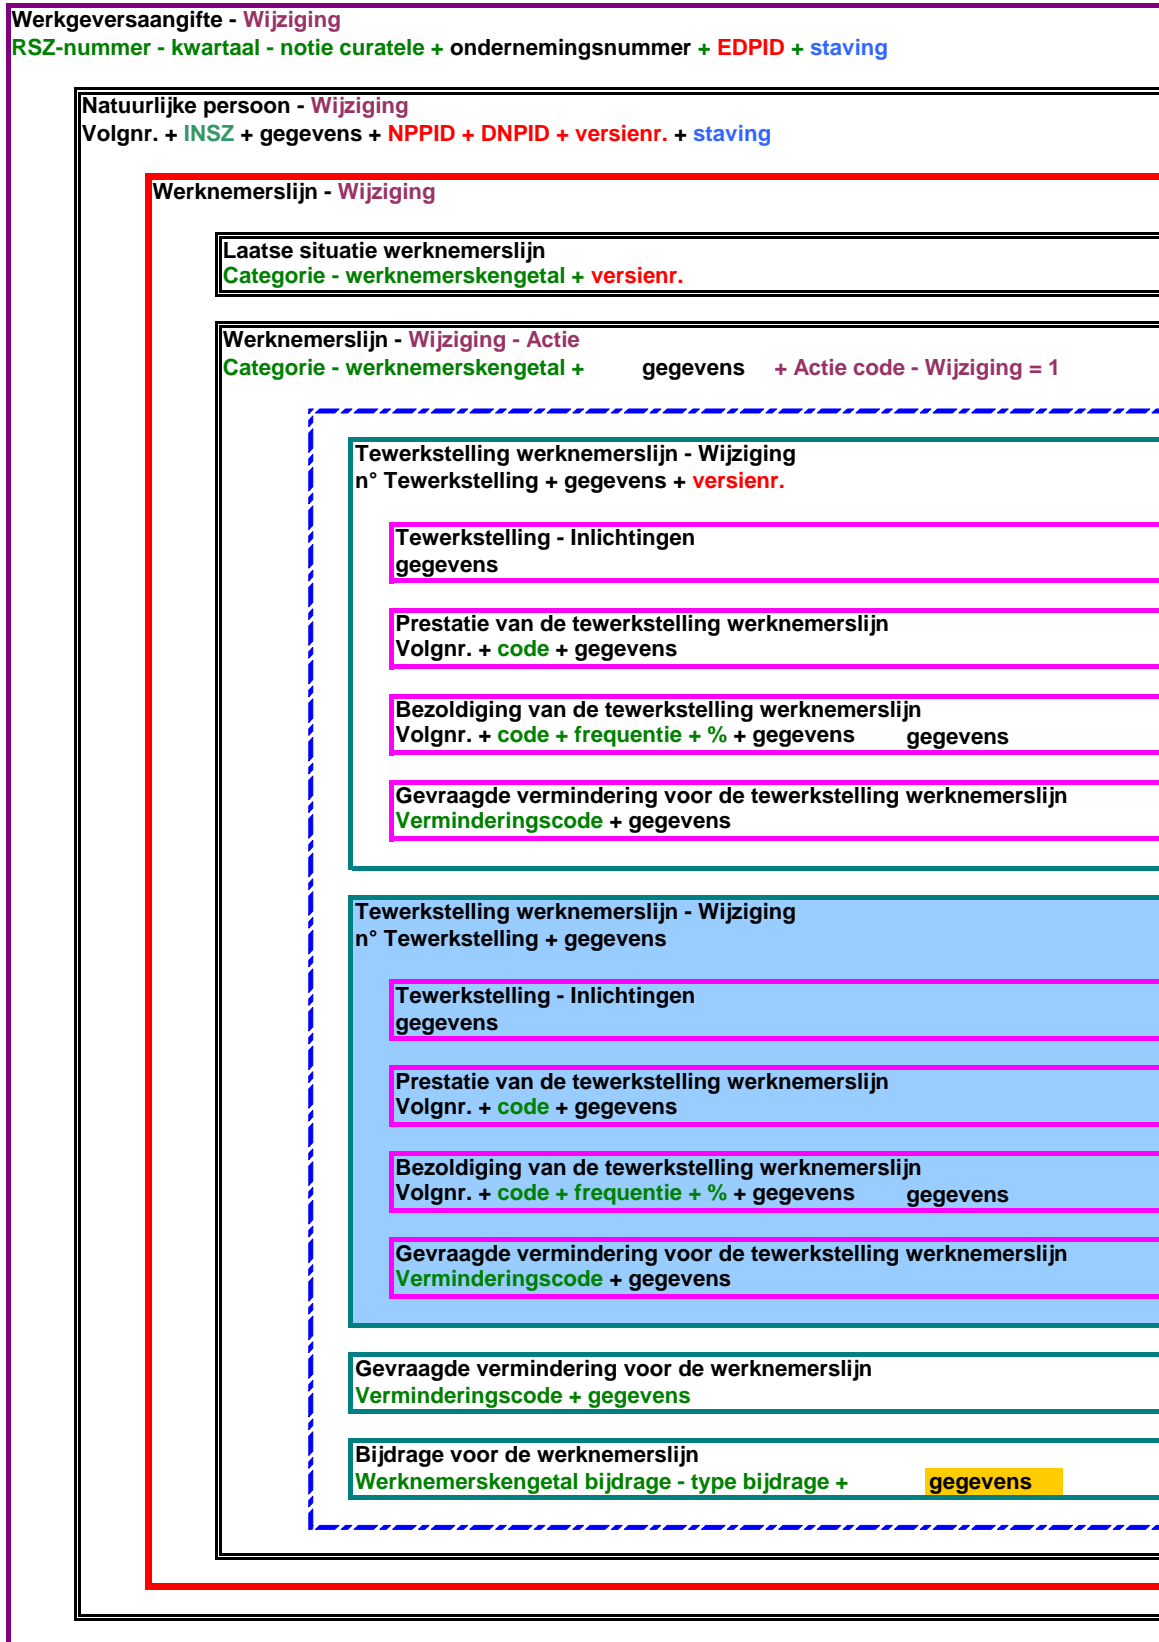 Werkgeversaangifte - Wijziging
RSZ-nummer - kwartaal - notie curatele + ondernemingsnummer + EDPID + staving
Natuurlijke persoon - Wijziging
Volgnr. + INSZ + gegevens + NPPID + DNPID + versienr. + staving
Werknemerslijn - Wijziging
Laatse situatie werknemerslijn
Categorie - werknemerskengetal + versienr.
Werknemerslijn - Wijziging - Actie
Categorie - werknemerskengetal + gegevens + Actie code - Wijziging = 1
Tewerkstelling werknemerslijn - Wijziging
n° Tewerkstelling + gegevens + versienr.
Tewerkstelling - Inlichtingen
gegevens
Prestatie van de tewerkstelling werknemerslijn
Volgnr. + code + gegevens
Bezoldiging van de tewerkstelling werknemerslijn
Volgnr. + code + frequentie + % + gegevens gegevens
Gevraagde vermindering voor de tewerkstelling werknemerslijn
Verminderingscode + gegevens
Tewerkstelling werknemerslijn - Wijziging
n° Tewerkstelling + gegevens
Tewerkstelling - Inlichtingen
gegevens
Prestatie van de tewerkstelling werknemerslijn
Volgnr. + code + gegevens
Bezoldiging van de tewerkstelling werknemerslijn
Volgnr. + code + frequentie + % + gegevens gegevens
Gevraagde vermindering voor de tewerkstelling werknemerslijn
Verminderingscode + gegevens
Gevraagde vermindering voor de werknemerslijn
Verminderingscode + gegevens
Bijdrage voor de werknemerslijn
Werknemerskengetal bijdrage - type bijdrage + gegevens